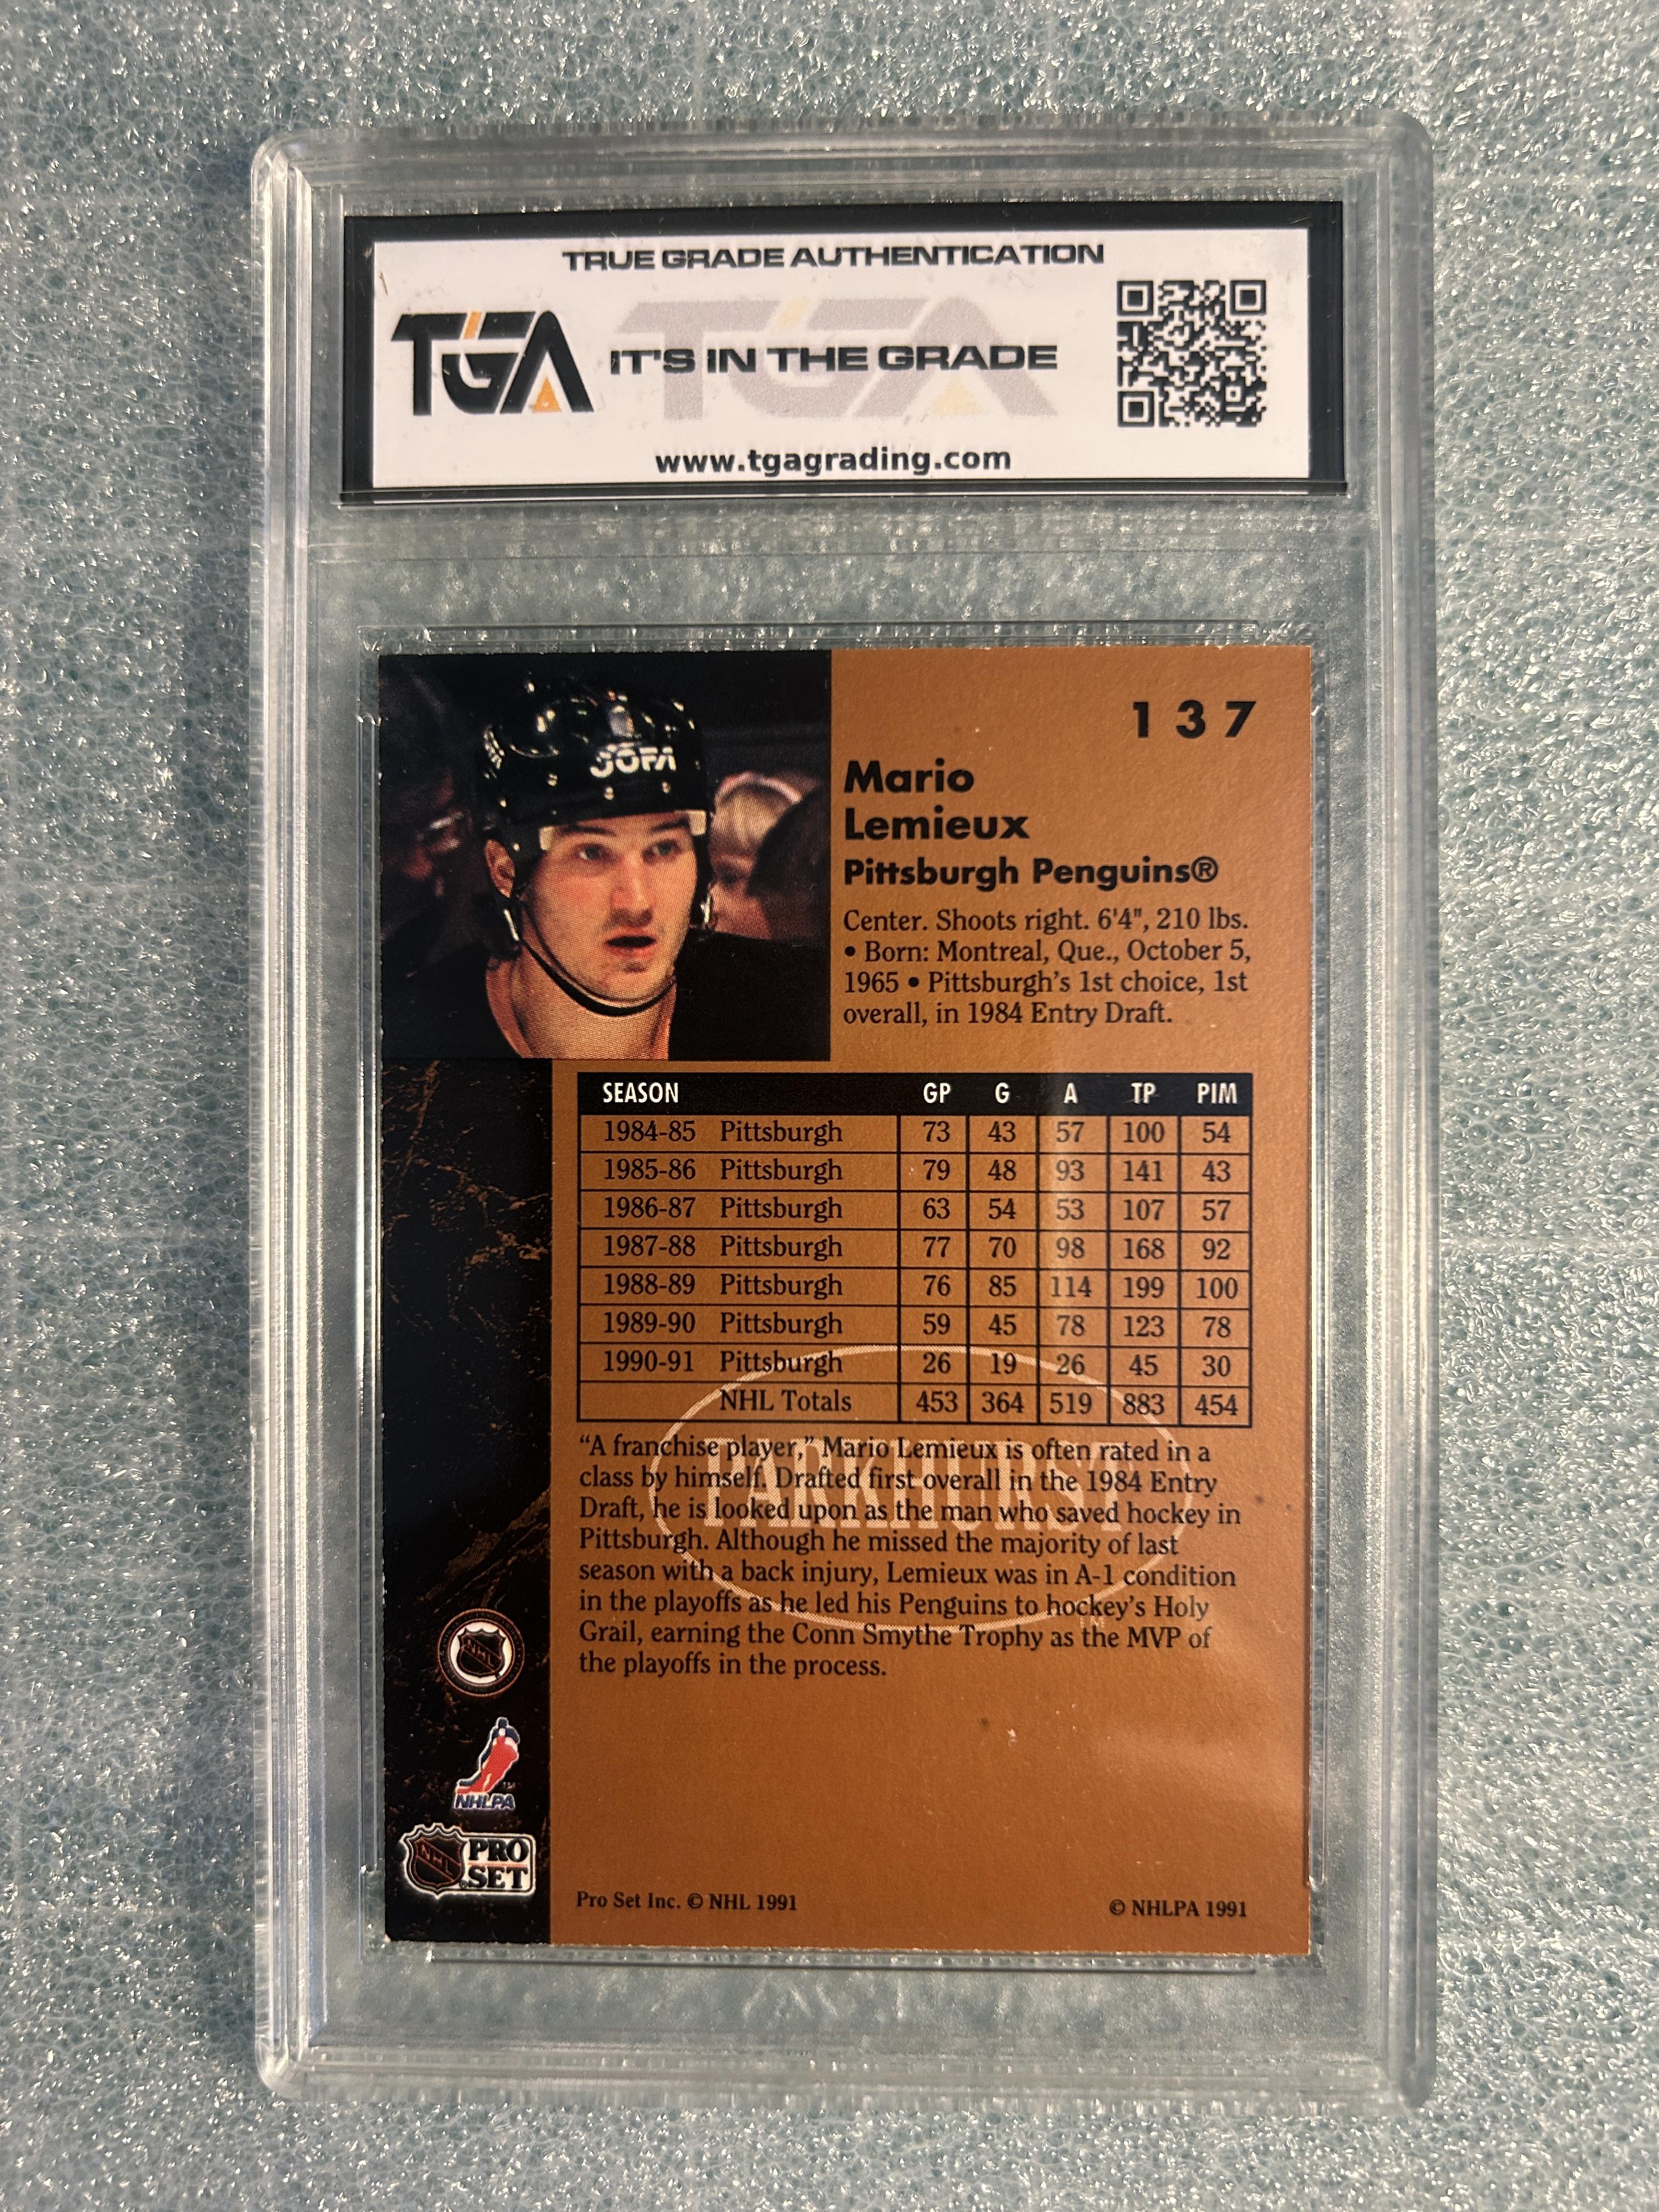 TRUE GRADE AUTHENTICATION
TGA
IT'S IN THE GRADE
TGA
www.tgagrading.com
137
JOFA
Mario
Lemieux
Pittsburgh Penguins®
Center. Shoots right. 6'4", 210 lbs.
• Born: Montreal, Que., October 5,
1965 • Pittsburgh's 1st choice, 1st
overall, in 1984 Entry Draft.
SEASON GP G A TP PIM
1984-85 Pittsburgh 73 43 57 100 54
1985-86 Pittsburgh 79 48 93 141 43
1986-87 Pittsburgh 63 54 53 107 57
1987-88 Pittsburgh 77 70 98 168 92
1988-89 Pittsburgh 76 85 114 199 100
1989-90 Pittsburgh 59 45 78 123 78
1990-91 Pittsburgh 26 19 26 45 30
NHL Totals 453 364 519 883 454
PARKHURST
“A franchise player,” Mario Lemieux is often rated in a
class by himself. Drafted first overall in the 1984 Entry
Draft, he is looked upon as the man who saved hockey in
Pittsburgh. Although he missed the majority of last
season with a back injury, Lemieux was in A-1 condition
in the playoffs as he led his Penguins to hockey's Holy
Grail, earning the Conn Smythe Trophy as the MVP of
the playoffs in the process.
NHL
NHLPA
NHL PRO
SET
Pro Set Inc. © NHL 1991
© NHLPA 1991